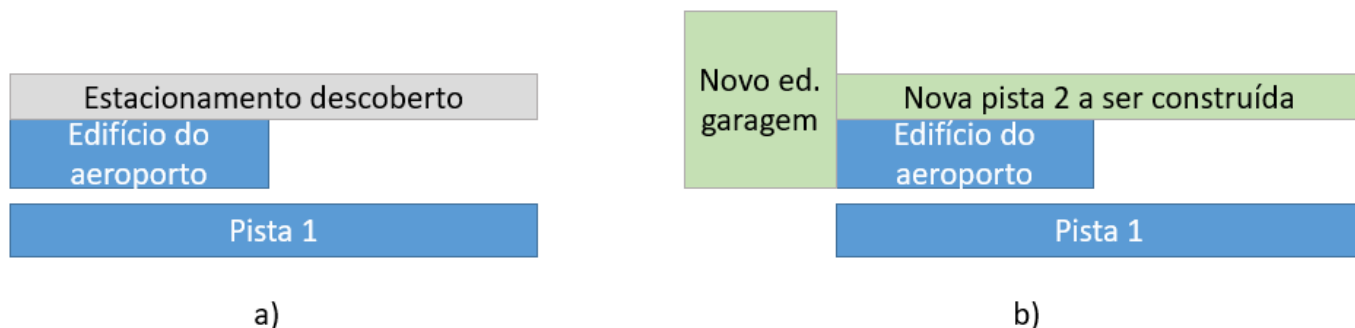 Estacionamento descoberto
Edifício do
aeroporto
Pista 1
a)
Novo ed.
garagem
Nova pista 2 a ser construída
Edifício do
aeroporto
Pista 1
b)